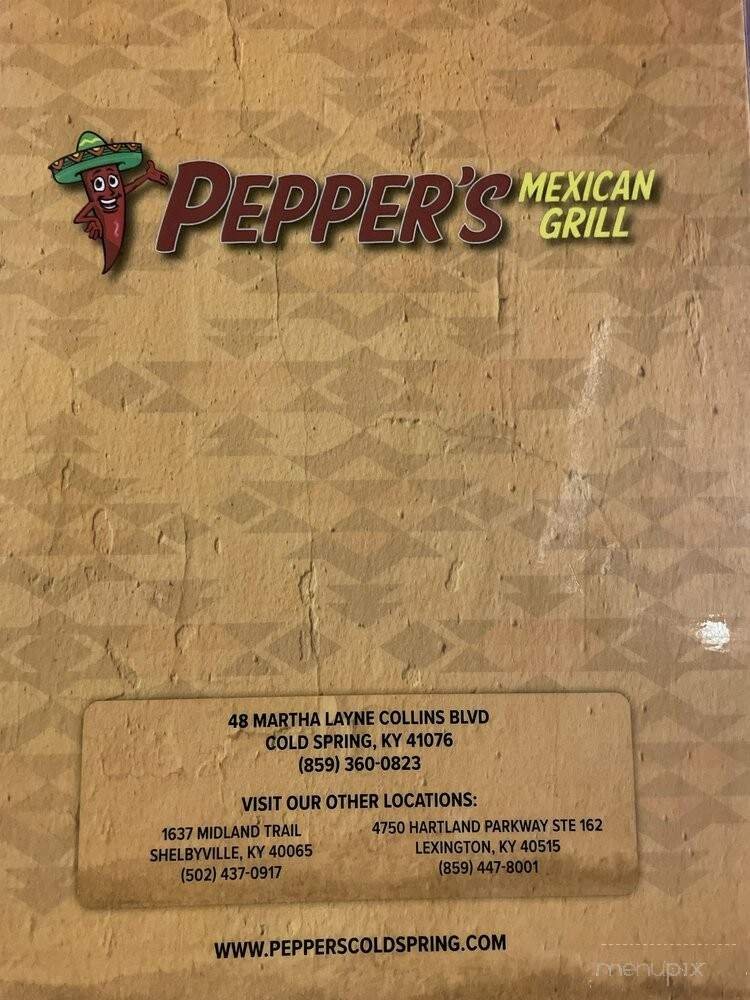 PEPPER'S MEXICAN
GRILL
48 MARTHA LAYNE COLLINS BLVD
COLD SPRING, KY 41076
(859) 360-0823
VISIT OUR OTHER LOCATIONS:
1637 MIDLAND TRAIL
SHELBYVILLE, KY 40065
(502) 437-0917
4750 HARTLAND PARKWAY STE 162
LEXINGTON, KY 40515
(859) 447-8001
WWW.PEPPERSCOLDSPRING.COM
menupix